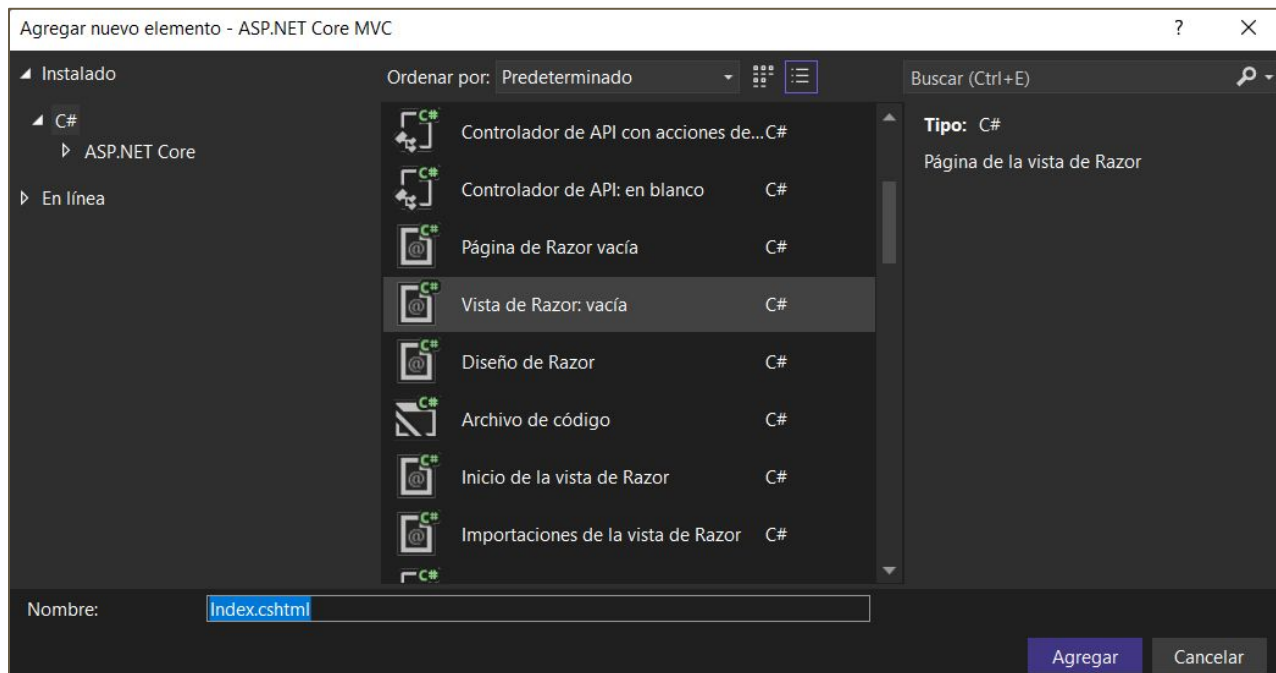 Agregar nuevo elemento - ASP.NET Core MVC
?
Instalado
C#
ASP.NET Core
En línea
Ordenar por: Predeterminado
Controlador de API con acciones de...C#
Controlador de API: en blanco C#
Página de Razor vacía C#
Vista de Razor: vacía C#
Diseño de Razor C#
Archivo de código C#
Inicio de la vista de Razor C#
Importaciones de la vista de Razor C#
Buscar (Ctrl+E)
Tipo: C#
Página de la vista de Razor
Nombre: Index.cshtml
Agregar Cancelar